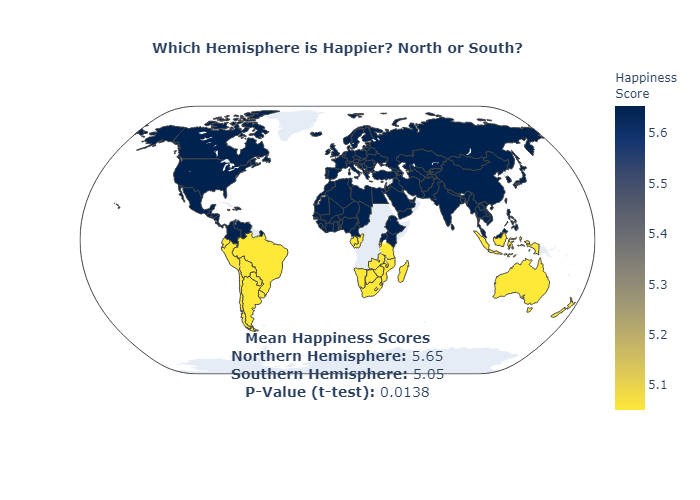 Which Hemisphere is Happier? North or South?
Happiness
Score
5.6
5.5
5.4
5.3
5.2
5.1
Mean Happiness Scores
Northern Hemisphere: 5.65
Southern Hemisphere: 5.05
P-Value (t-test): 0.0138